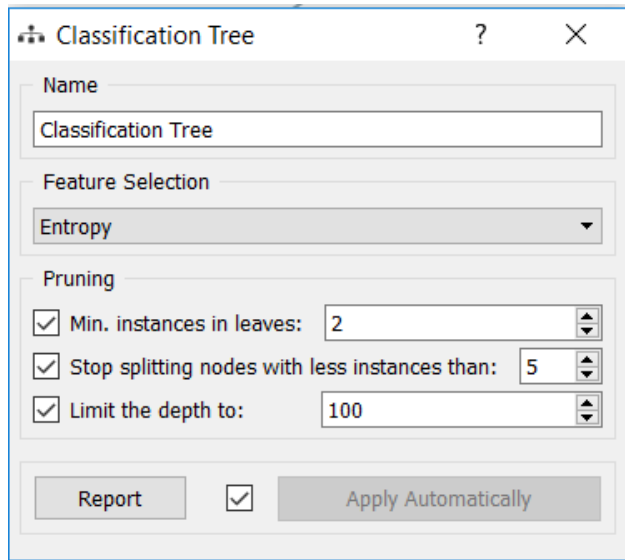 Classification Tree ?
Name
Classification Tree
Feature Selection
Entropy
Pruning
Min. instances in leaves: 2
Stop splitting nodes with less instances than: 5
Limit the depth to: 100
Report Apply Automatically